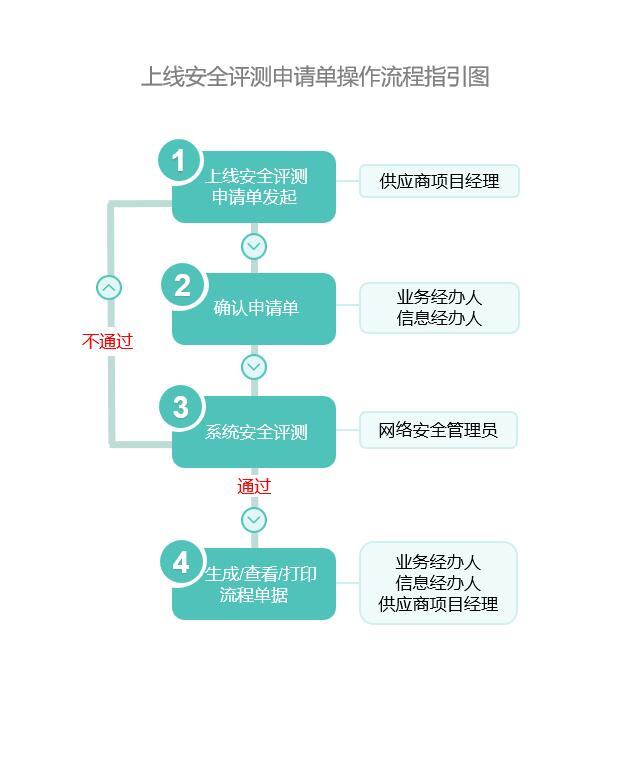 上线安全评测申请单操作流程指引图
1
上线安全评测
申请单发起
供应商项目经理
2
确认申请单
业务经办人
信息经办人
不通过
3
系统安全评测
网络安全管理员
通过
4
生成/查看/打印
流程单据
业务经办人
信息经办人
供应商项目经理